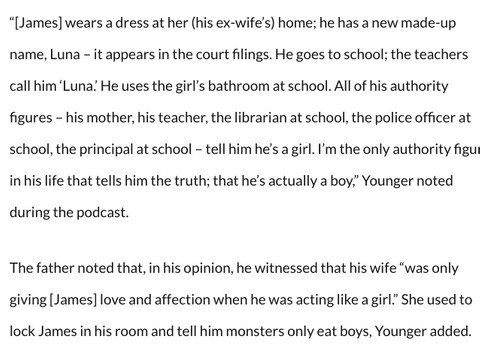 “[James] wears a dress at her (his ex-wife’s) home; he has a new made-up
name, Luna – it appears in the court filings. He goes to school; the teachers
call him ‘Luna.’ He uses the girl’s bathroom at school. All of his authority
figures – his mother, his teacher, the librarian at school, the police officer at
school, the principal at school – tell him he’s a girl. I’m the only authority figur
in his life that tells him the truth; that he’s actually a boy,” Younger noted
during the podcast.
The father noted that, in his opinion, he witnessed that his wife “was only
giving [James] love and affection when he was acting like a girl.” She used to
lock James in his room and tell him monsters only eat boys, Younger added.